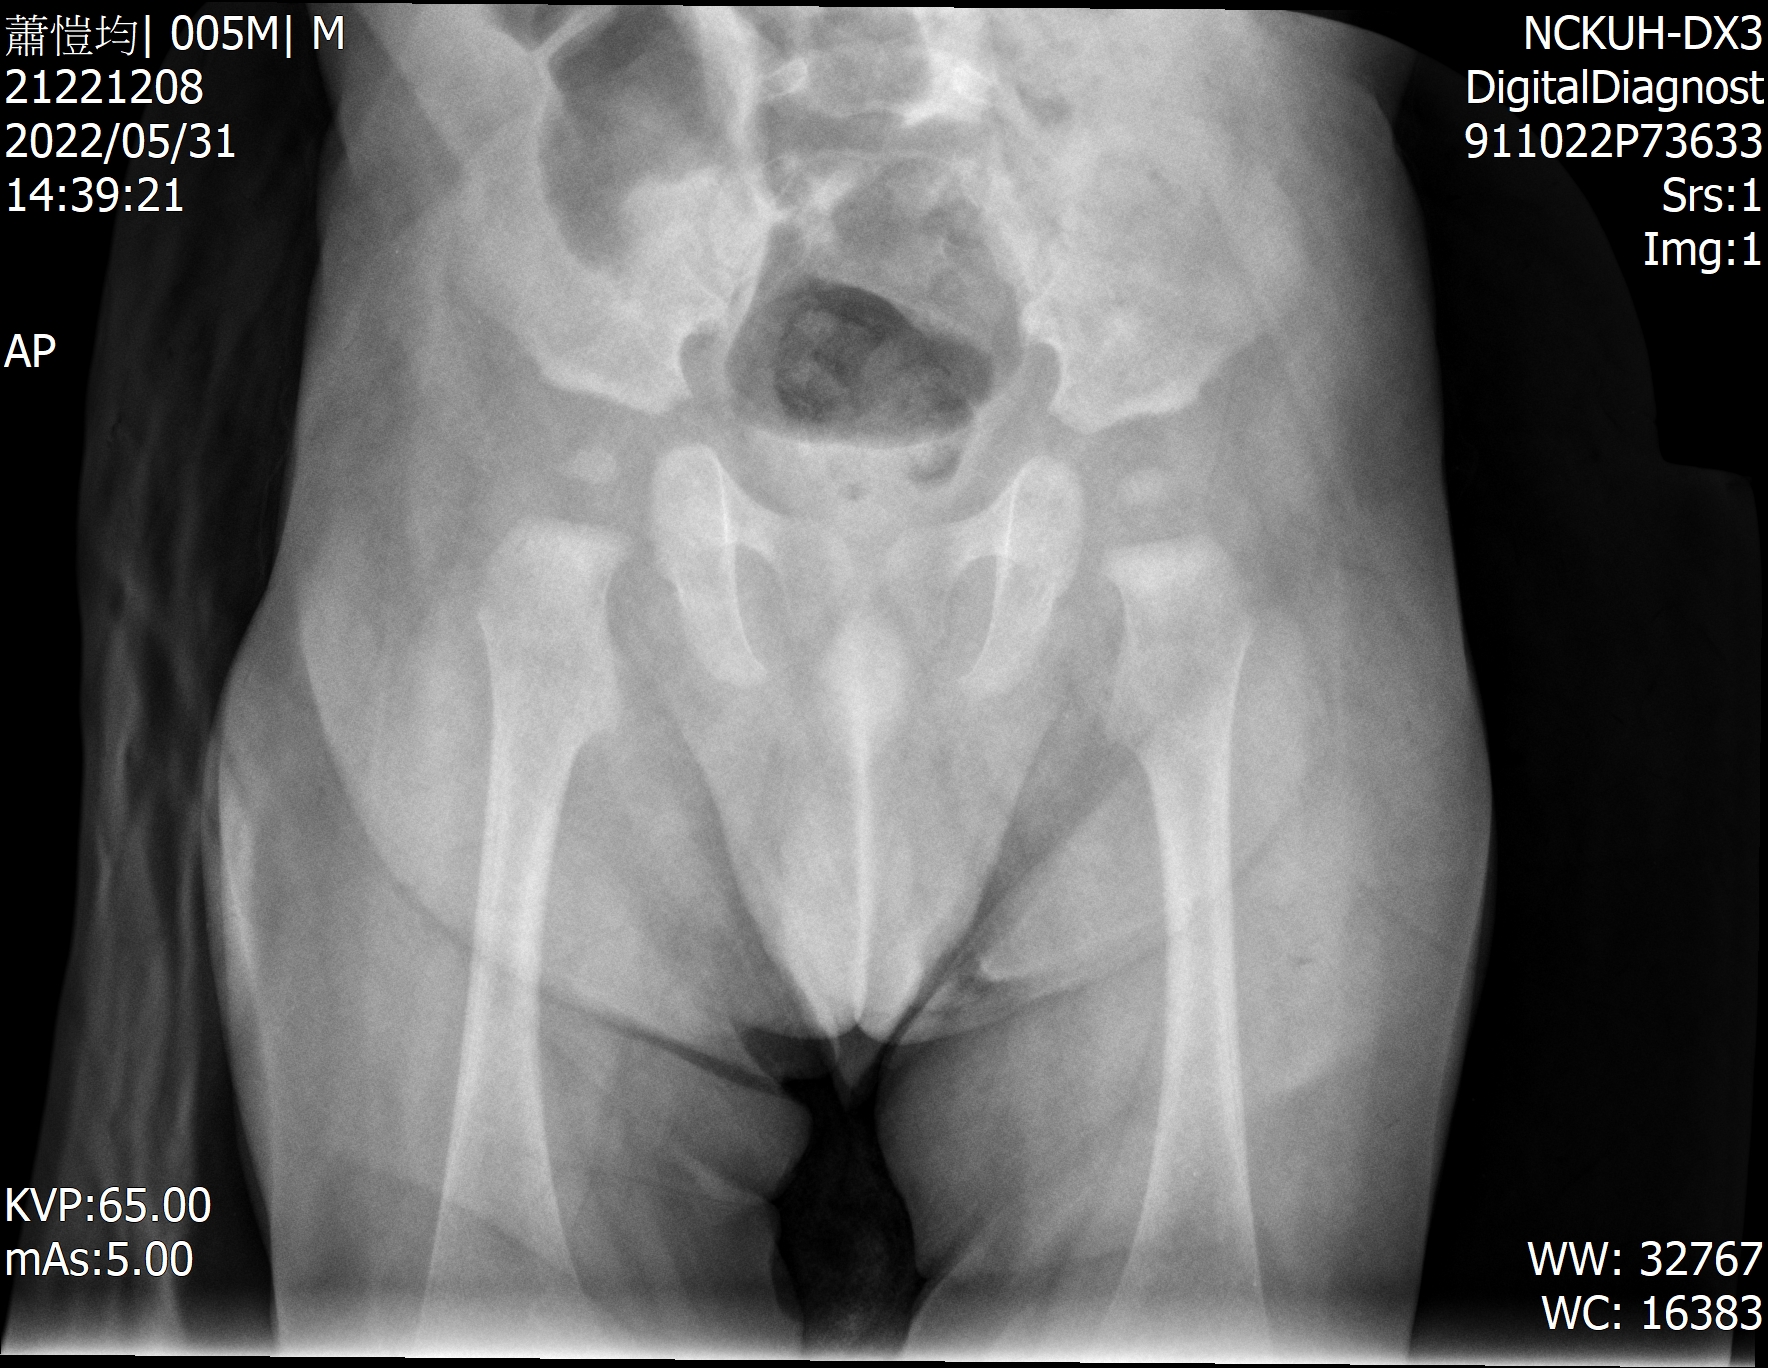 蕭愷均| 005M| M
21221208
2022/05/31
14:39:21
AP
NCKUH-DX3
DigitalDiagnost
911022P73633
Srs:1
Img:1
KVP:65.00
mAs:5.00
WW: 32767
WC: 16383